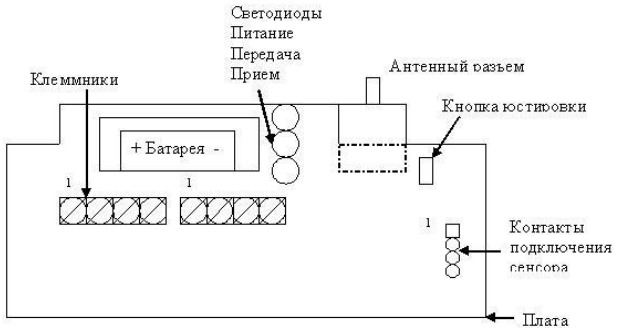 Светодиоды
Питание
Передача
Прием
Клеммники
Антенный разъем
Кнопка юстировки
+ Батарея -
1
1
1
Контакты
подключения
сенсора
Плата